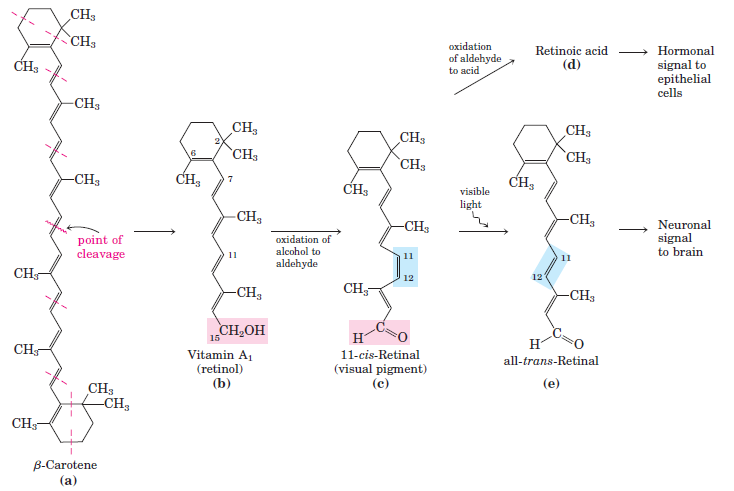 CH3
CH3
CH3
CH3
CH3
point of
cleavage
CH3
CH3
CH3
CH3
CH3
β-Carotene
(a)
2
CH3
CH3
6
CH3
7
CH3
11
CH3
15
CH2OH
Vitamin A1
(retinol)
(b)
oxidation of
alcohol to
aldehyde
CH3
CH3
CH3
CH3
11
12
CH3
H
C
O
11-cis-Retinal
(visual pigment)
(c)
oxidation
of aldehyde
to acid
Retinoic acid
(d)
Hormonal
signal to
epithelial
cells
visible
light
CH3
CH3
CH3
CH3
11
12
CH3
H
C
O
all-trans-Retinal
(e)
Neuronal
signal
to brain